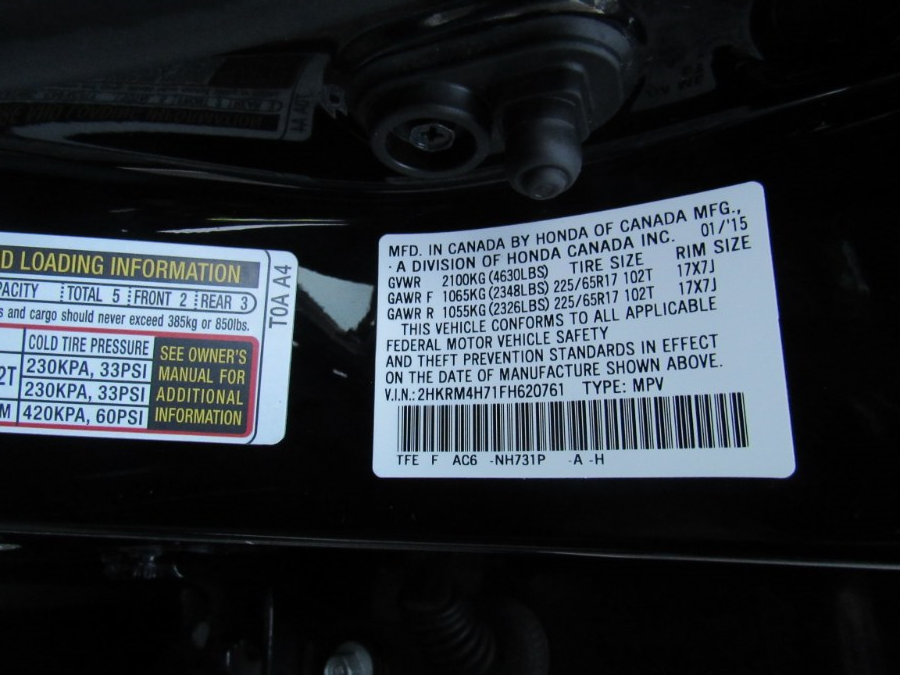 D LOADING INFORMATION
PACITY TOTAL 5 FRONT 2 REAR 3
s and cargo should never exceed 385kg or 850lbs.
COLD TIRE PRESSURE
2T 230KPA, 33PSI
230KPA, 33PSI
M 420KPA, 60PSI
SEE OWNER'S
MANUAL FOR
ADDITIONAL
INFORMATION
T0A A4
MFD. IN CANADA BY HONDA OF CANADA MFG.,
·A DIVISION OF HONDA CANADA INC. 01/'15
GVWR 2100KG (4630LBS) TIRE SIZE RIM SIZE
GAWR F 1065KG (2348LBS) 225/65R17 102T 17X7J
GAWR R 1055KG (2326LBS) 225/65R17 102T 17X7J
THIS VEHICLE CONFORMS TO ALL APPLICABLE
FEDERAL MOTOR VEHICLE SAFETY
AND THEFT PREVENTION STANDARDS IN EFFECT
ON THE DATE OF MANUFACTURE SHOWN ABOVE.
V.I.N.: 2HKRM4H71FH620761 TYPE: MPV
TFE F AC6 -NH731P -A -H